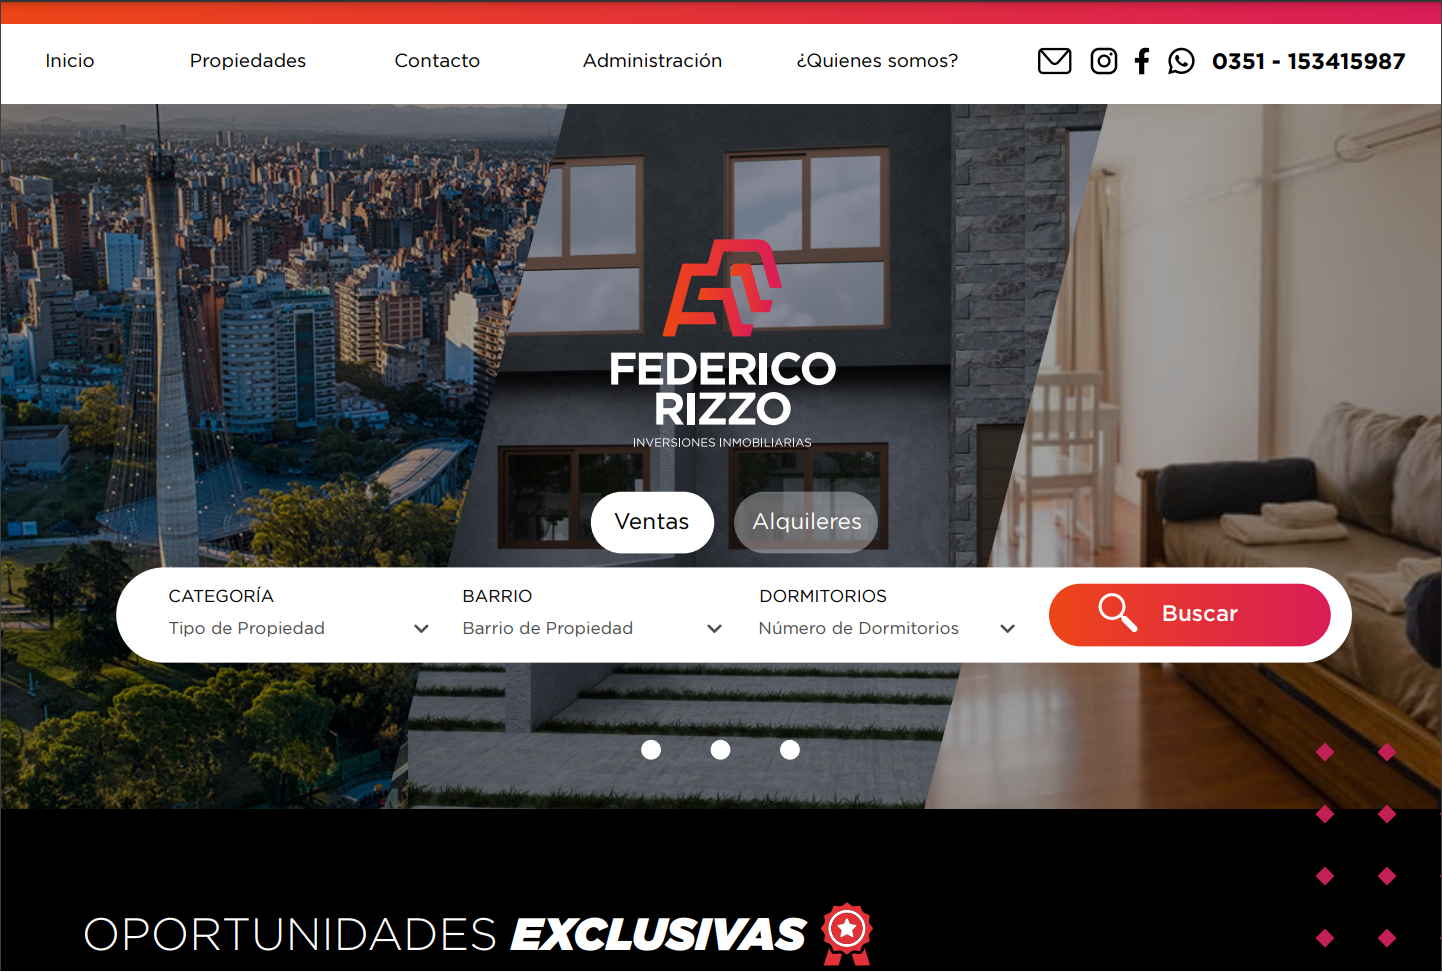 Inicio
Propiedades
Contacto
Administración
¿Quienes somos?
0351 - 153415987
FEDERICO
RIZZO
INVERSIONES INMOBILIARIAS
Ventas
Alquileres
CATEGORÍA
Tipo de Propiedad
BARRIO
Barrio de Propiedad
DORMITORIOS
Número de Dormitorios
Buscar
OPORTUNIDADES EXCLUSIVAS